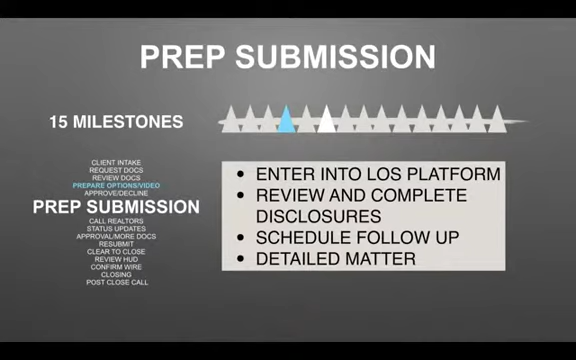 PREP SUBMISSION
15 MILESTONES
CLIENT INTAKE
REQUEST DOCS
REVIEW DOCS
PREPARE OPTIONS/VIDEO
APPROVE/DECLINE
PREP SUBMISSION
CALL REALTORS
STATUS UPDATES
APPROVAL/MORE DOCS
RESUBMIT
CLEAR TO CLOSE
REVIEW HUD
CONFIRM WIRE
CLOSING
POST CLOSE CALL
• ENTER INTO LOS PLATFORM
• REVIEW AND COMPLETE
DISCLOSURES
• SCHEDULE FOLLOW UP
• DETAILED MATTER